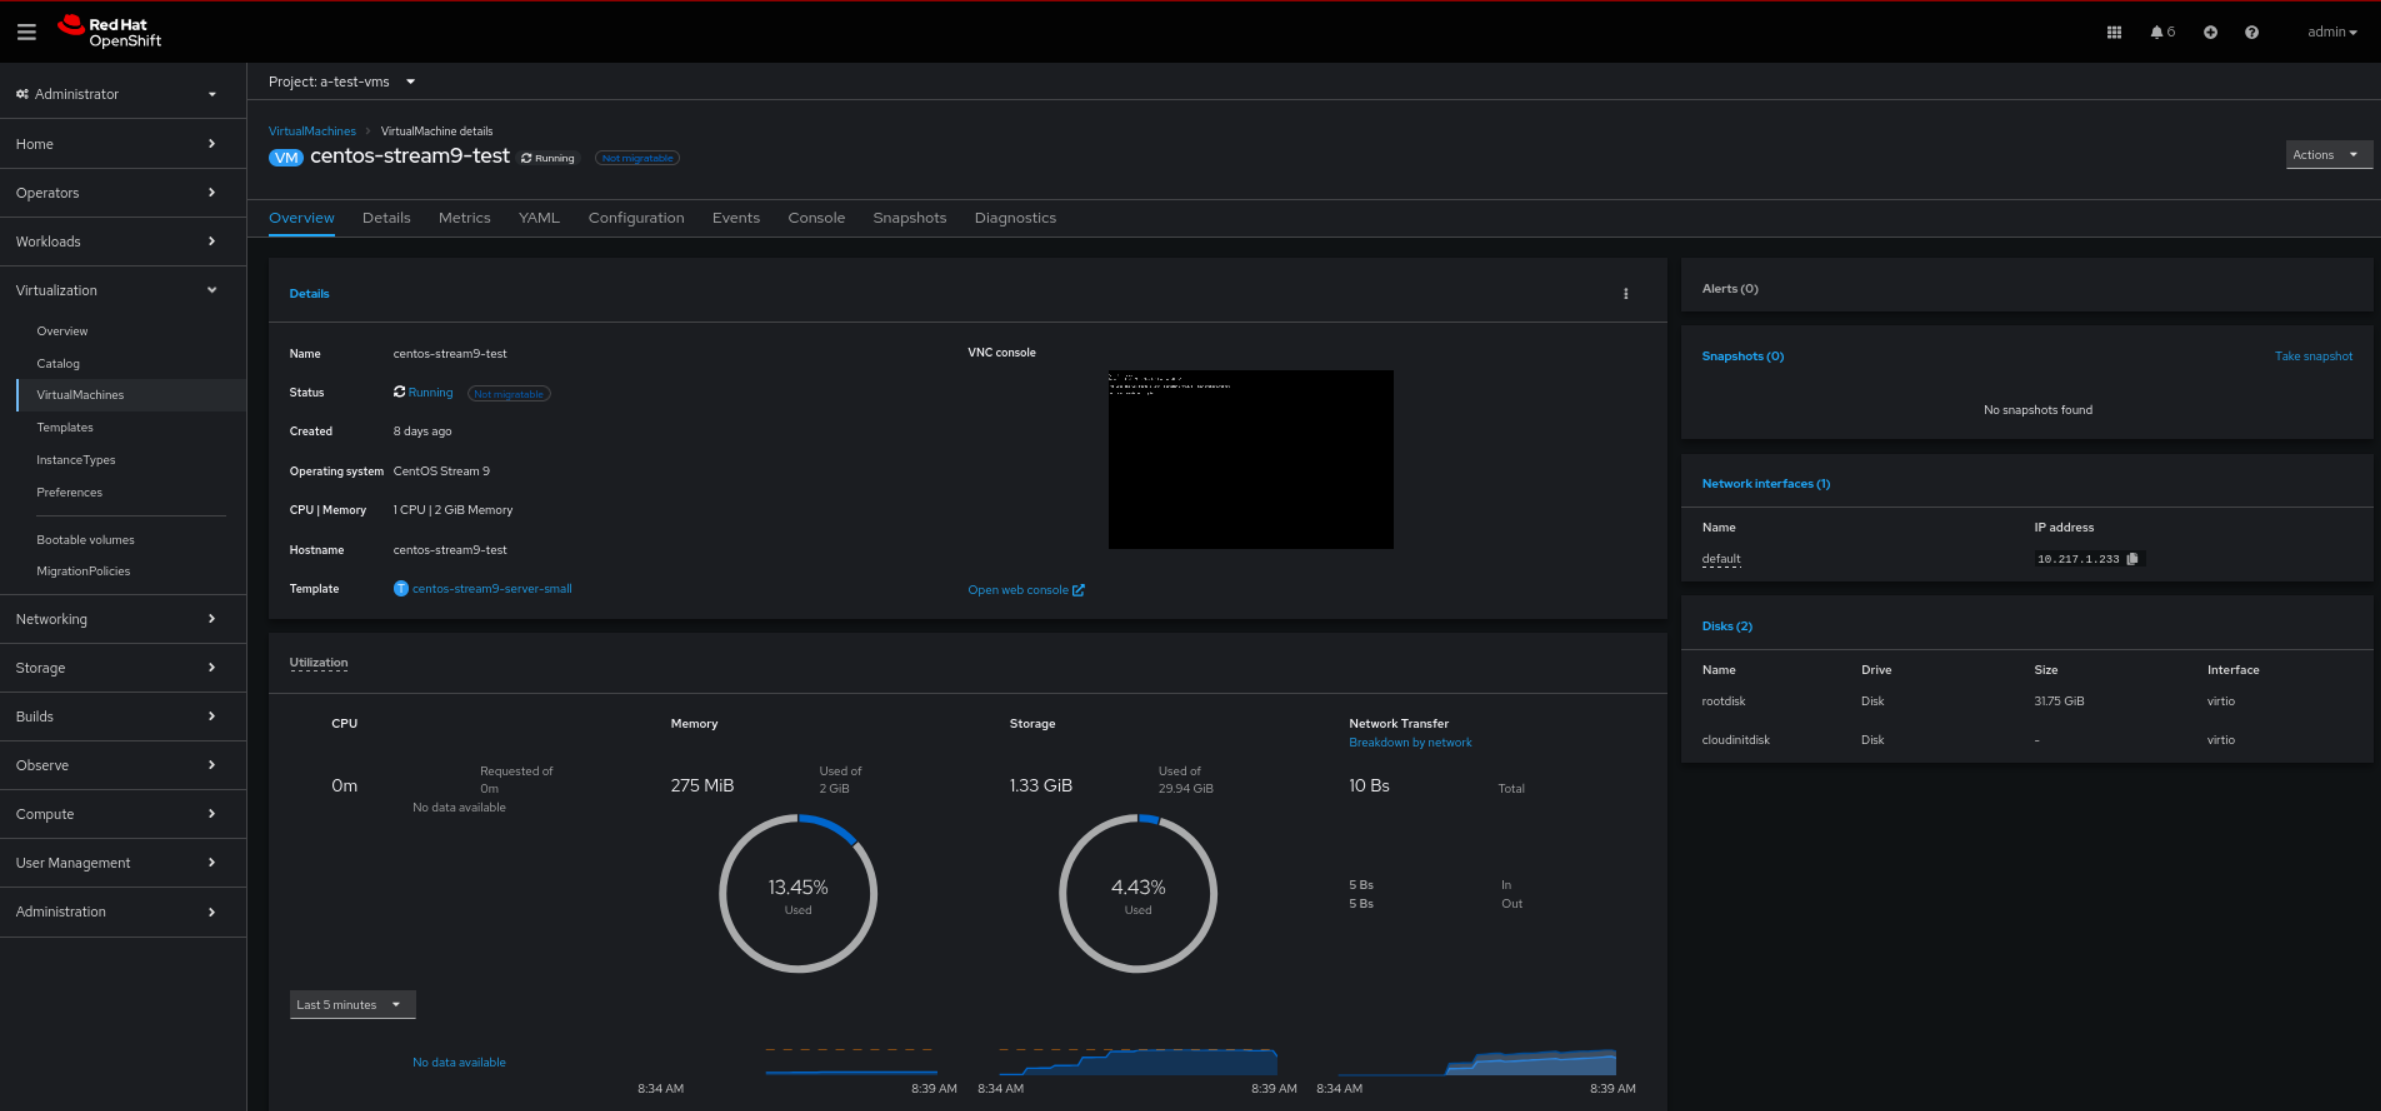 Red Hat
OpenShift
6
admin
Administrator
Home
Operators
Workloads
Virtualization
Overview
Catalog
VirtualMachines
Templates
InstanceTypes
Preferences
Bootable volumes
MigrationPolicies
Networking
Storage
Builds
Observe
Compute
User Management
Administration
Project: a-test-vms
VirtualMachines > VirtualMachine details
VM centos-stream9-test Running Not migratable
Actions
Overview Details Metrics YAML Configuration Events Console Snapshots Diagnostics
Details
Name centos-stream9-test
Status Running Not migratable
Created 8 days ago
Operating system CentOS Stream 9
CPU | Memory 1 CPU | 2 GiB Memory
Hostname centos-stream9-test
Template T centos-stream9-server-small
VNC console
Open web console
Utilization
CPU
0m
Requested of
0m
No data available
Memory
275 MiB
Used of
2 GiB
13.45%
Used
Storage
1.33 GiB
Used of
29.94 GiB
4.43%
Used
Network Transfer
Breakdown by network
10 Bs Total
5 Bs In
5 Bs Out
Last 5 minutes
No data available
8:34 AM 8:39 AM
8:34 AM 8:39 AM
8:34 AM 8:39 AM
Alerts (0)
Snapshots (0) Take snapshot
No snapshots found
Network interfaces (1)
Name IP address
default 10.217.1.233
Disks (2)
Name Drive Size Interface
rootdisk Disk 31.75 GiB virtio
cloudinitdisk Disk - virtio